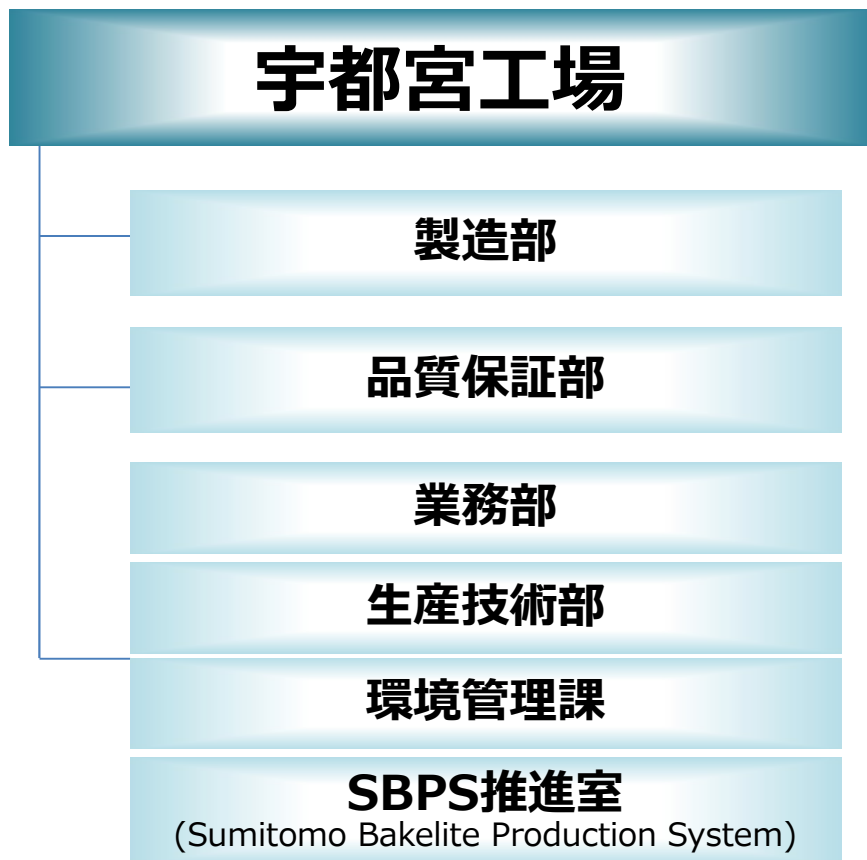 宇都宮工場
製造部
品質保証部
業務部
生産技術部
環境管理課
SBPS推進室
(Sumitomo Bakelite Production System)